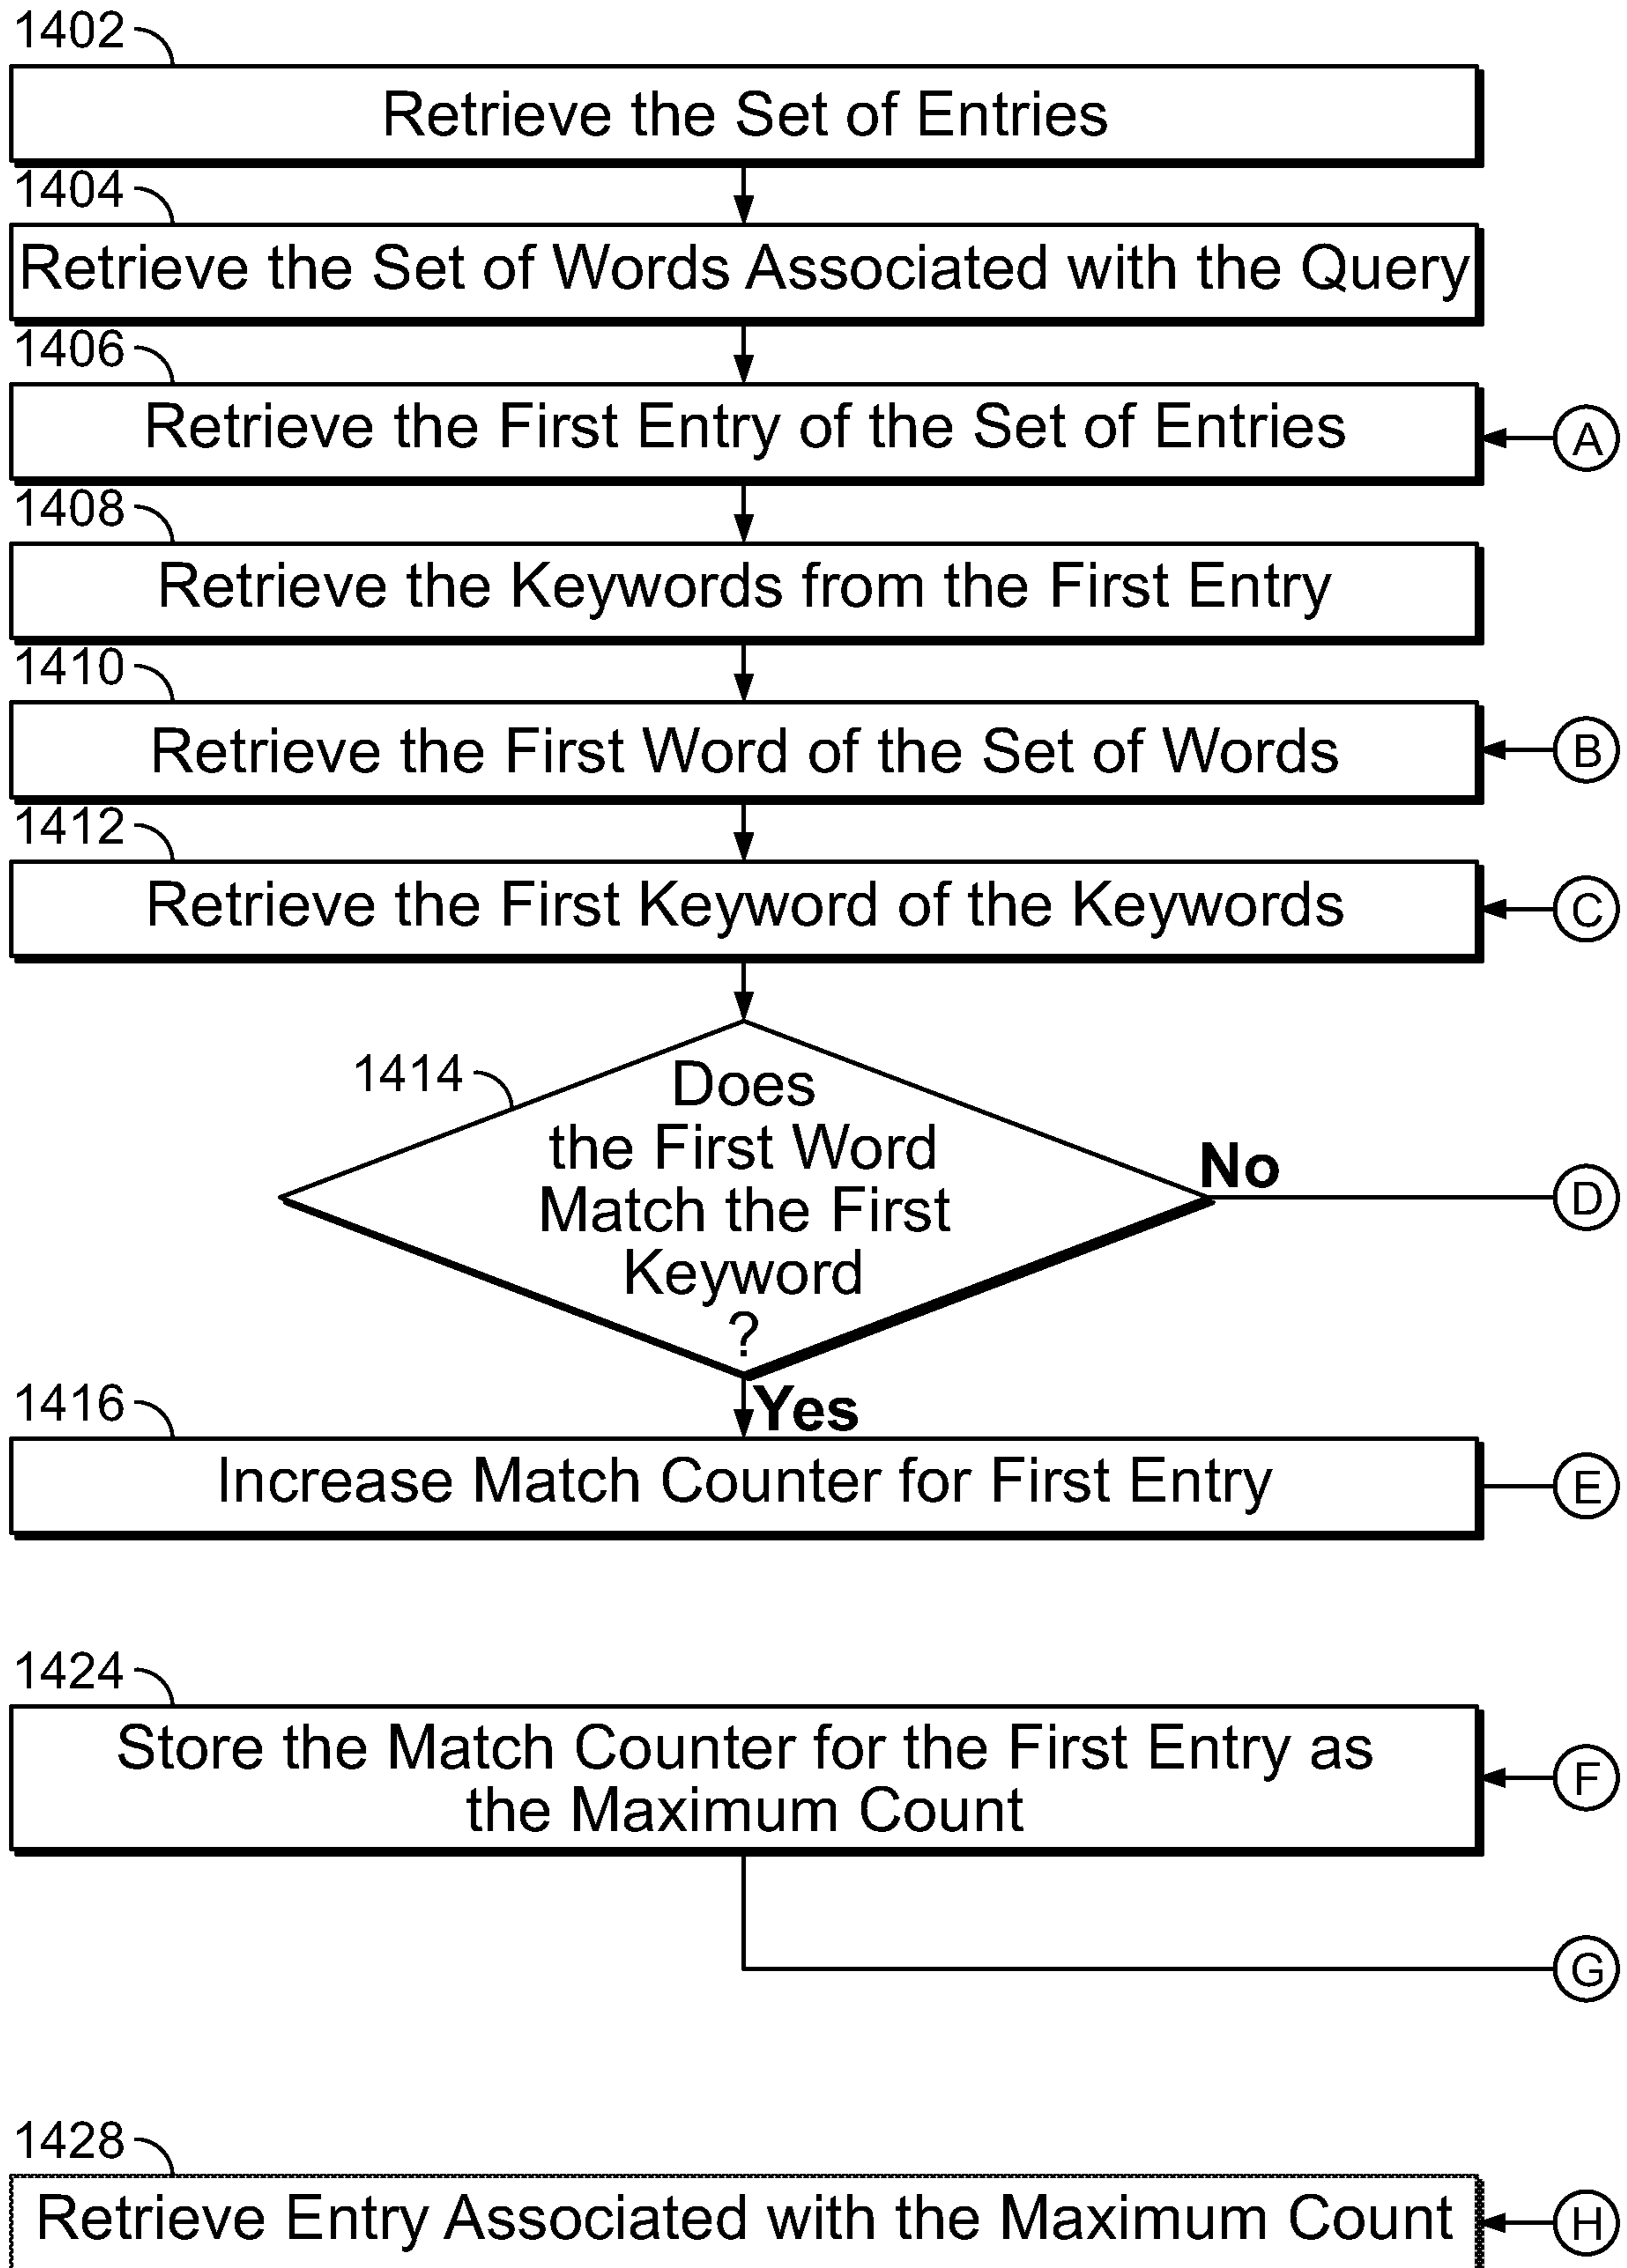 1402
Retrieve the Set of Entries
1404
Retrieve the Set of Words Associated with the Query
1406
Retrieve the First Entry of the Set of Entries
A
1408
Retrieve the Keywords from the First Entry
1410
Retrieve the First Word of the Set of Words
B
1412
Retrieve the First Keyword of the Keywords
C
1414
Does
the First Word
Match the First
Keyword
?
No
D
Yes
1416
Increase Match Counter for First Entry
E
1424
Store the Match Counter for the First Entry as
the Maximum Count
F
G
1428
Retrieve Entry Associated with the Maximum Count
H